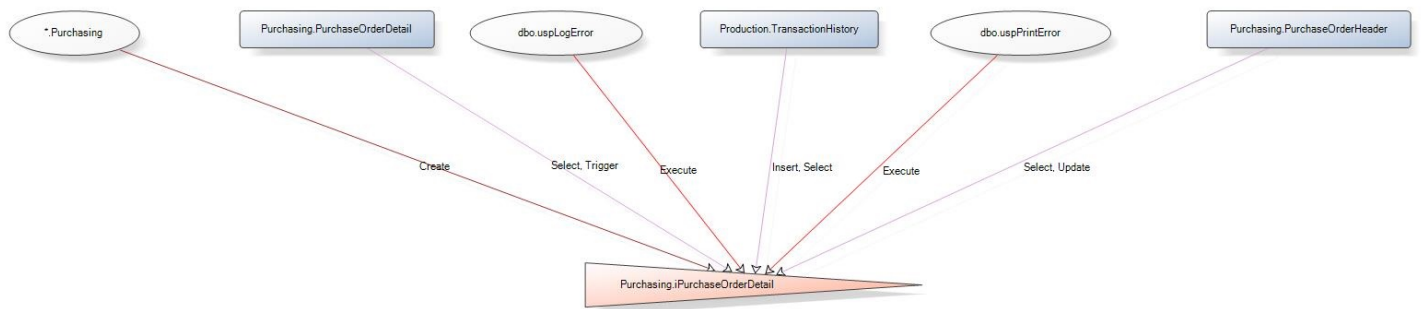 *.Purchasing
Purchasing.PurchaseOrderDetail
dbo.uspLogError
Production.TransactionHistory
dbo.uspPrintError
Purchasing.PurchaseOrderHeader
Create
Select, Trigger
Execute
Insert, Select
Execute
Select, Update
Purchasing.iPurchaseOrderDetail